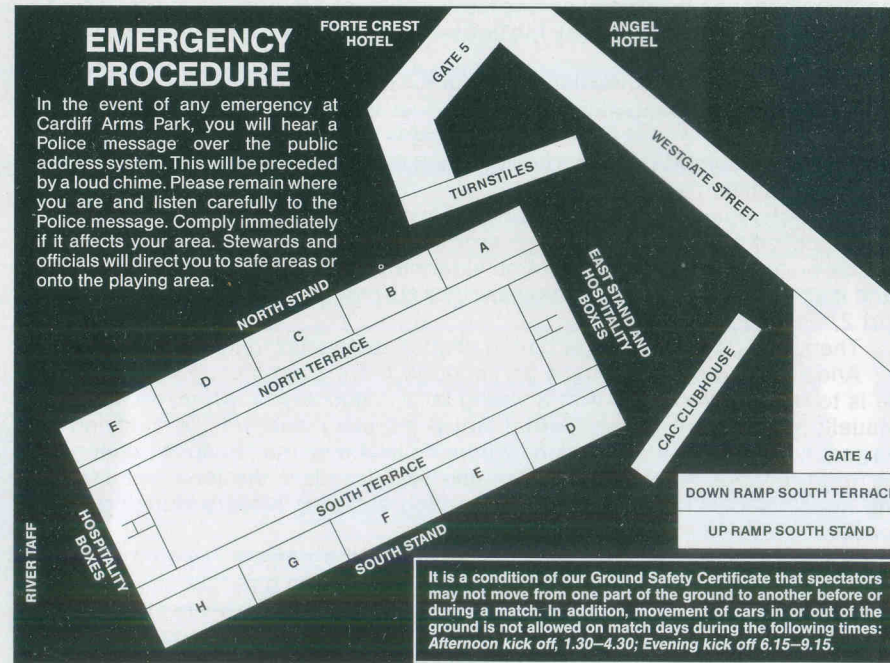 EMERGENCY
PROCEDURE
In the event of any emergency at
Cardiff Arms Park, you will hear a
Police message over the public
address system. This will be preceded
by a loud chime. Please remain where
you are and listen carefully to the
Police message. Comply immediately
if it affects your area. Stewards and
officials will direct you to safe areas or
onto the playing area.
FORTE CREST
HOTEL
ANGEL
HOTEL
GATE 5
TURNSTILES
WESTGATE STREET
NORTH STAND
A
B
C
D
E
NORTH TERRACE
EAST STAND AND
HOSPITALITY
BOXES
SOUTH TERRACE
D
E
F
G
H
SOUTH STAND
HOSPITALITY
BOXES
RIVER TAFF
CAC CLUBHOUSE
GATE 4
DOWN RAMP SOUTH TERRACE
UP RAMP SOUTH STAND
It is a condition of our Ground Safety Certificate that spectators
may not move from one part of the ground to another before or
during a match. In addition, movement of cars in or out of the
ground is not allowed on match days during the following times:
Afternoon kick off, 1.30–4.30; Evening kick off 6.15–9.15.